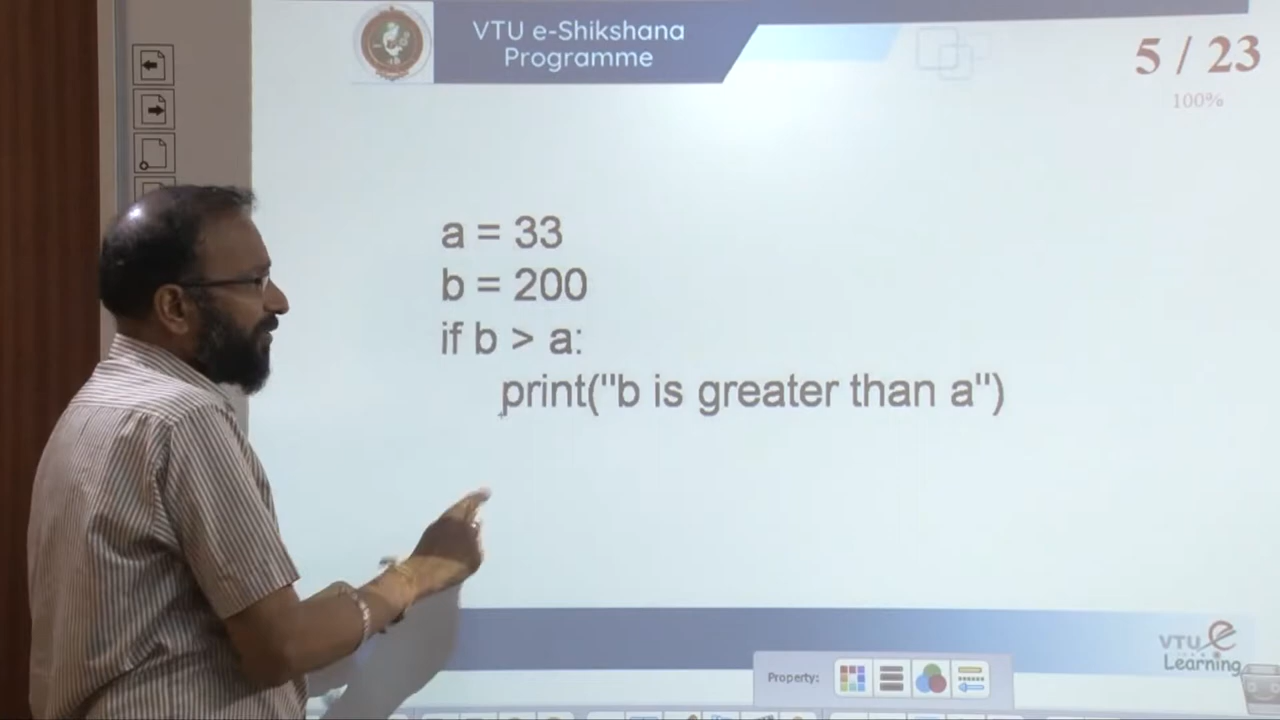 VTU e-Shikshana
Programme
5 / 23
100%
a = 33
b = 200
if b > a:
print("b is greater than a")
VTU e
Learning
Property: